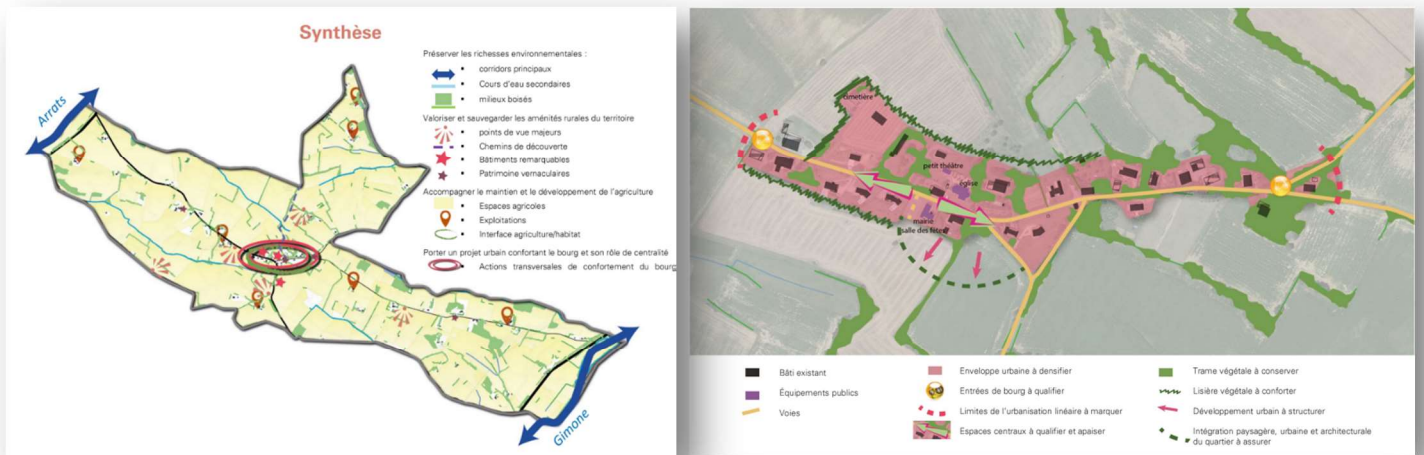 Synthèse
Préserver les richesses environnementales :
corridors principaux
Cours d'eau secondaires
milieux boisés
Valoriser et sauvegarder les aménités rurales du territoire
points de vue majeurs
Chemins de découverte
Bâtiments remarquables
Patrimoine vernaculaires
Accompagner le maintien et le développement de l'agriculture
Espaces agricoles
Exploitations
Interface agriculture/habitat
Porter un projet urbain confortant le bourg et son rôle de centralité
Actions transversales de confortement du bourg
Arrats
Gimone
cimetière
petit théâtre
église
mairie
salle des fêtes
Bâti existant
Équipements publics
Voies
Enveloppe urbaine à densifier
Entrées de bourg à qualifier
Limites de l'urbanisation linéaire à marquer
Espaces centraux à qualifier et apaiser
Trame végétale à conserver
Lisière végétale à conforter
Développement urbain à structurer
Intégration paysagère, urbaine et architecturale
du quartier à assurer